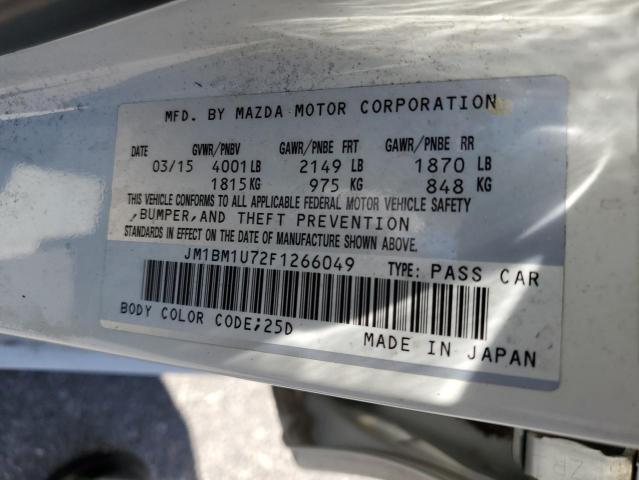 MFD. BY MAZDA MOTOR CORPORATION
DATE GVWR/PNBV GAWR/PNBE FRT GAWR/PNBE RR
03/15 4001 LB 2149 LB 1870 LB
1815 KG 975 KG 848 KG
THIS VEHICLE CONFORMS TO ALL APPLICABLE FEDERAL MOTOR VEHICLE SAFETY
,BUMPER,AND THEFT PREVENTION
STANDARDS IN EFFECT ON THE DATE OF MANUFACTURE SHOWN ABOVE.
JM1BM1U72F1266049 TYPE: PASS CAR
BODY COLOR CODE;25D
MADE IN JAPAN
ZR